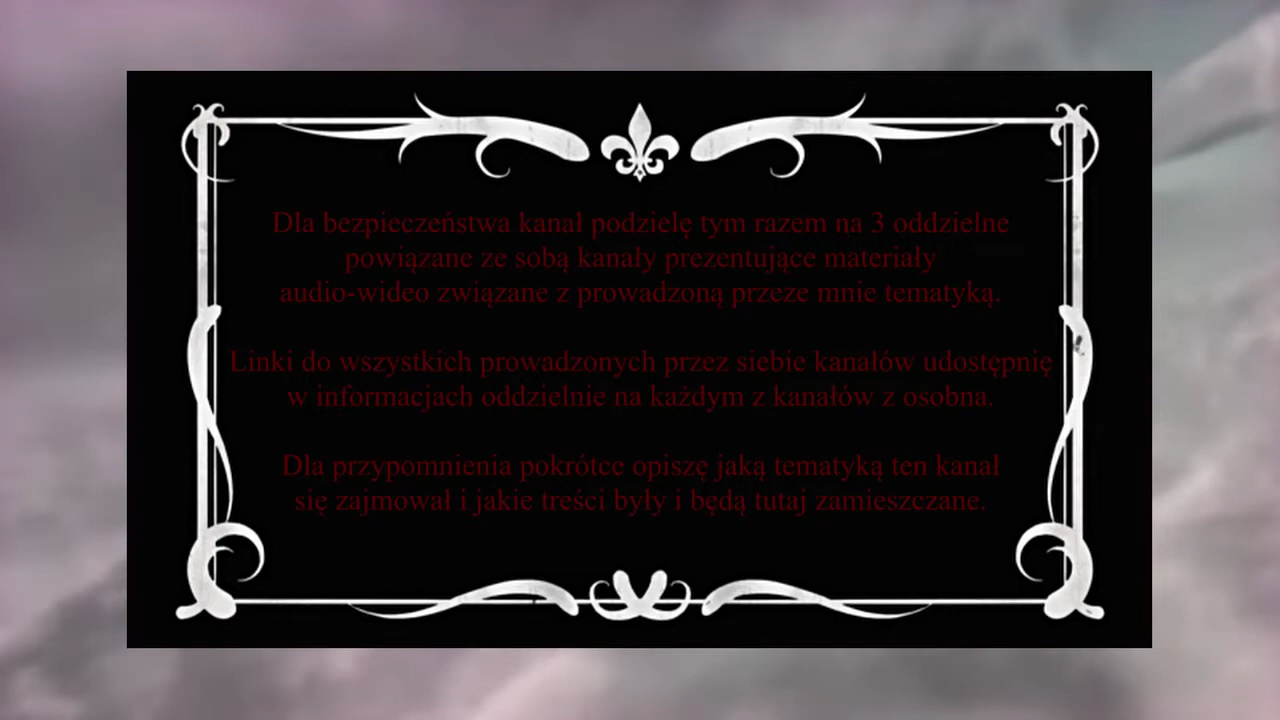 Dla bezpieczeństwa kanał podzielę tym razem na 3 oddzielne
powiązane ze sobą kanały prezentujące materiały
audio-wideo związane z prowadzoną przeze mnie tematyką.
Linki do wszystkich prowadzonych przez siebie kanałów udostępnię
w informacjach oddzielnie na każdym z kanałów z osobna.
Dla przypomnienia pokrótce opiszę jaką tematyką ten kanał
się zajmował i jakie treści były i będą tutaj zamieszczane.